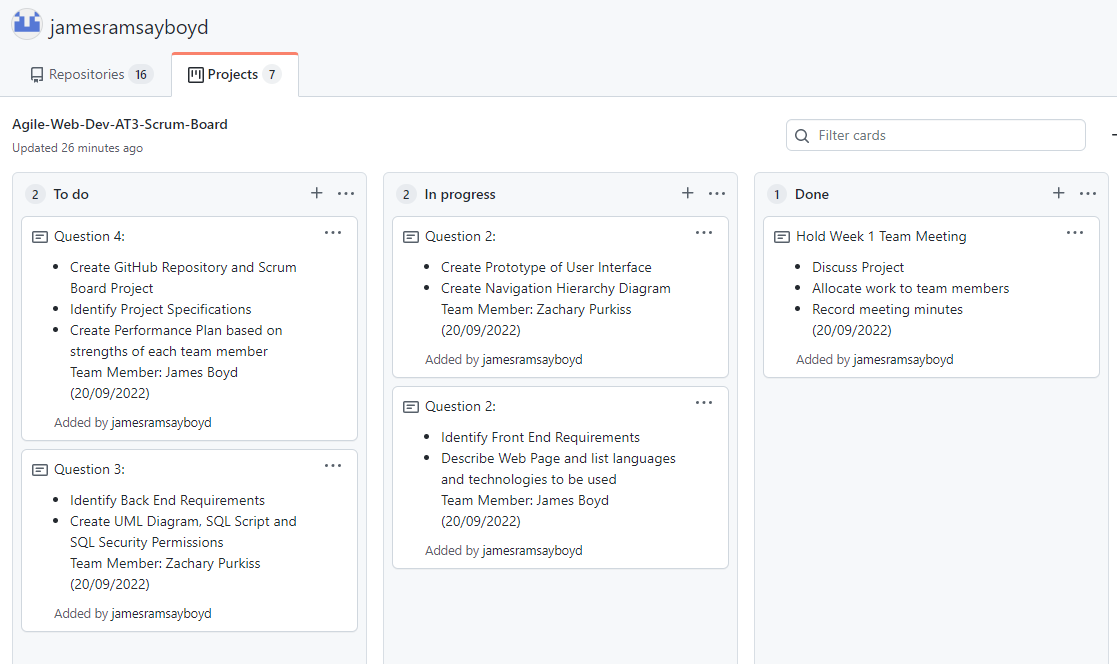 jamesramsayboyd
Repositories 16 Projects 7
Agile-Web-Dev-AT3-Scrum-Board
Updated 26 minutes ago
Filter cards
2 To do
Question 4:
Create GitHub Repository and Scrum
Board Project
Identify Project Specifications
Create Performance Plan based on
strengths of each team member
Team Member: James Boyd
(20/09/2022)
Added by jamesramsayboyd
Question 3:
Identify Back End Requirements
Create UML Diagram, SQL Script and
SQL Security Permissions
Team Member: Zachary Purkiss
(20/09/2022)
Added by jamesramsayboyd
2 In progress
Question 2:
Create Prototype of User Interface
Create Navigation Hierarchy Diagram
Team Member: Zachary Purkiss
(20/09/2022)
Added by jamesramsayboyd
Question 2:
Identify Front End Requirements
Describe Web Page and list languages
and technologies to be used
Team Member: James Boyd
(20/09/2022)
Added by jamesramsayboyd
1 Done
Hold Week 1 Team Meeting
Discuss Project
Allocate work to team members
Record meeting minutes
(20/09/2022)
Added by jamesramsayboyd